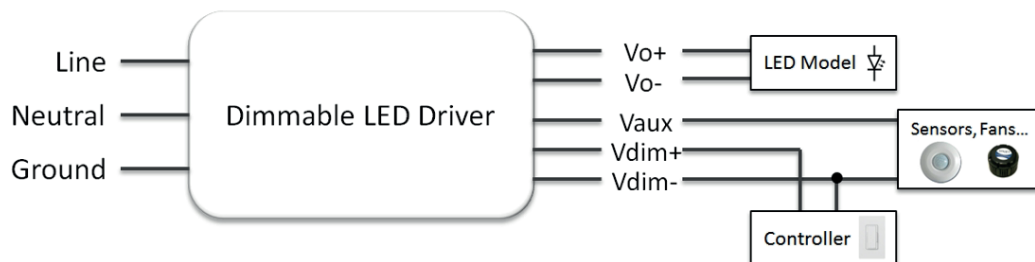 Line
Neutral
Ground
Dimmable LED Driver
Vo+
Vo-
Vaux
Vdim+
Vdim-
LED Model
Sensors, Fans...
Controller